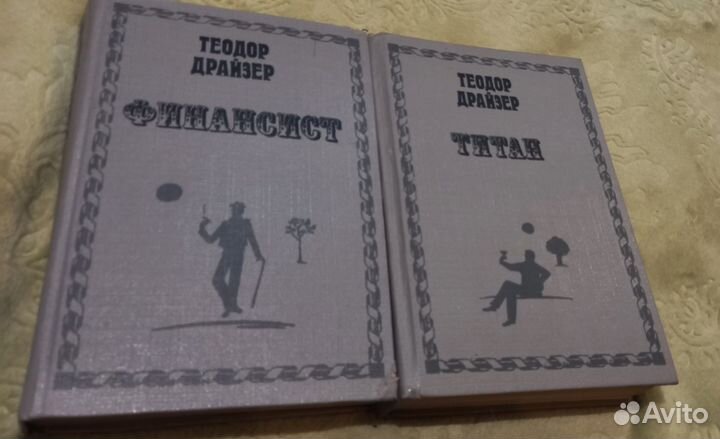 ТЕОДОР
ДРАЙЗЕР
ФИНАНСИСТ
ТЕОДОР
ДРАЙЗЕР
ТИТАН
Avito